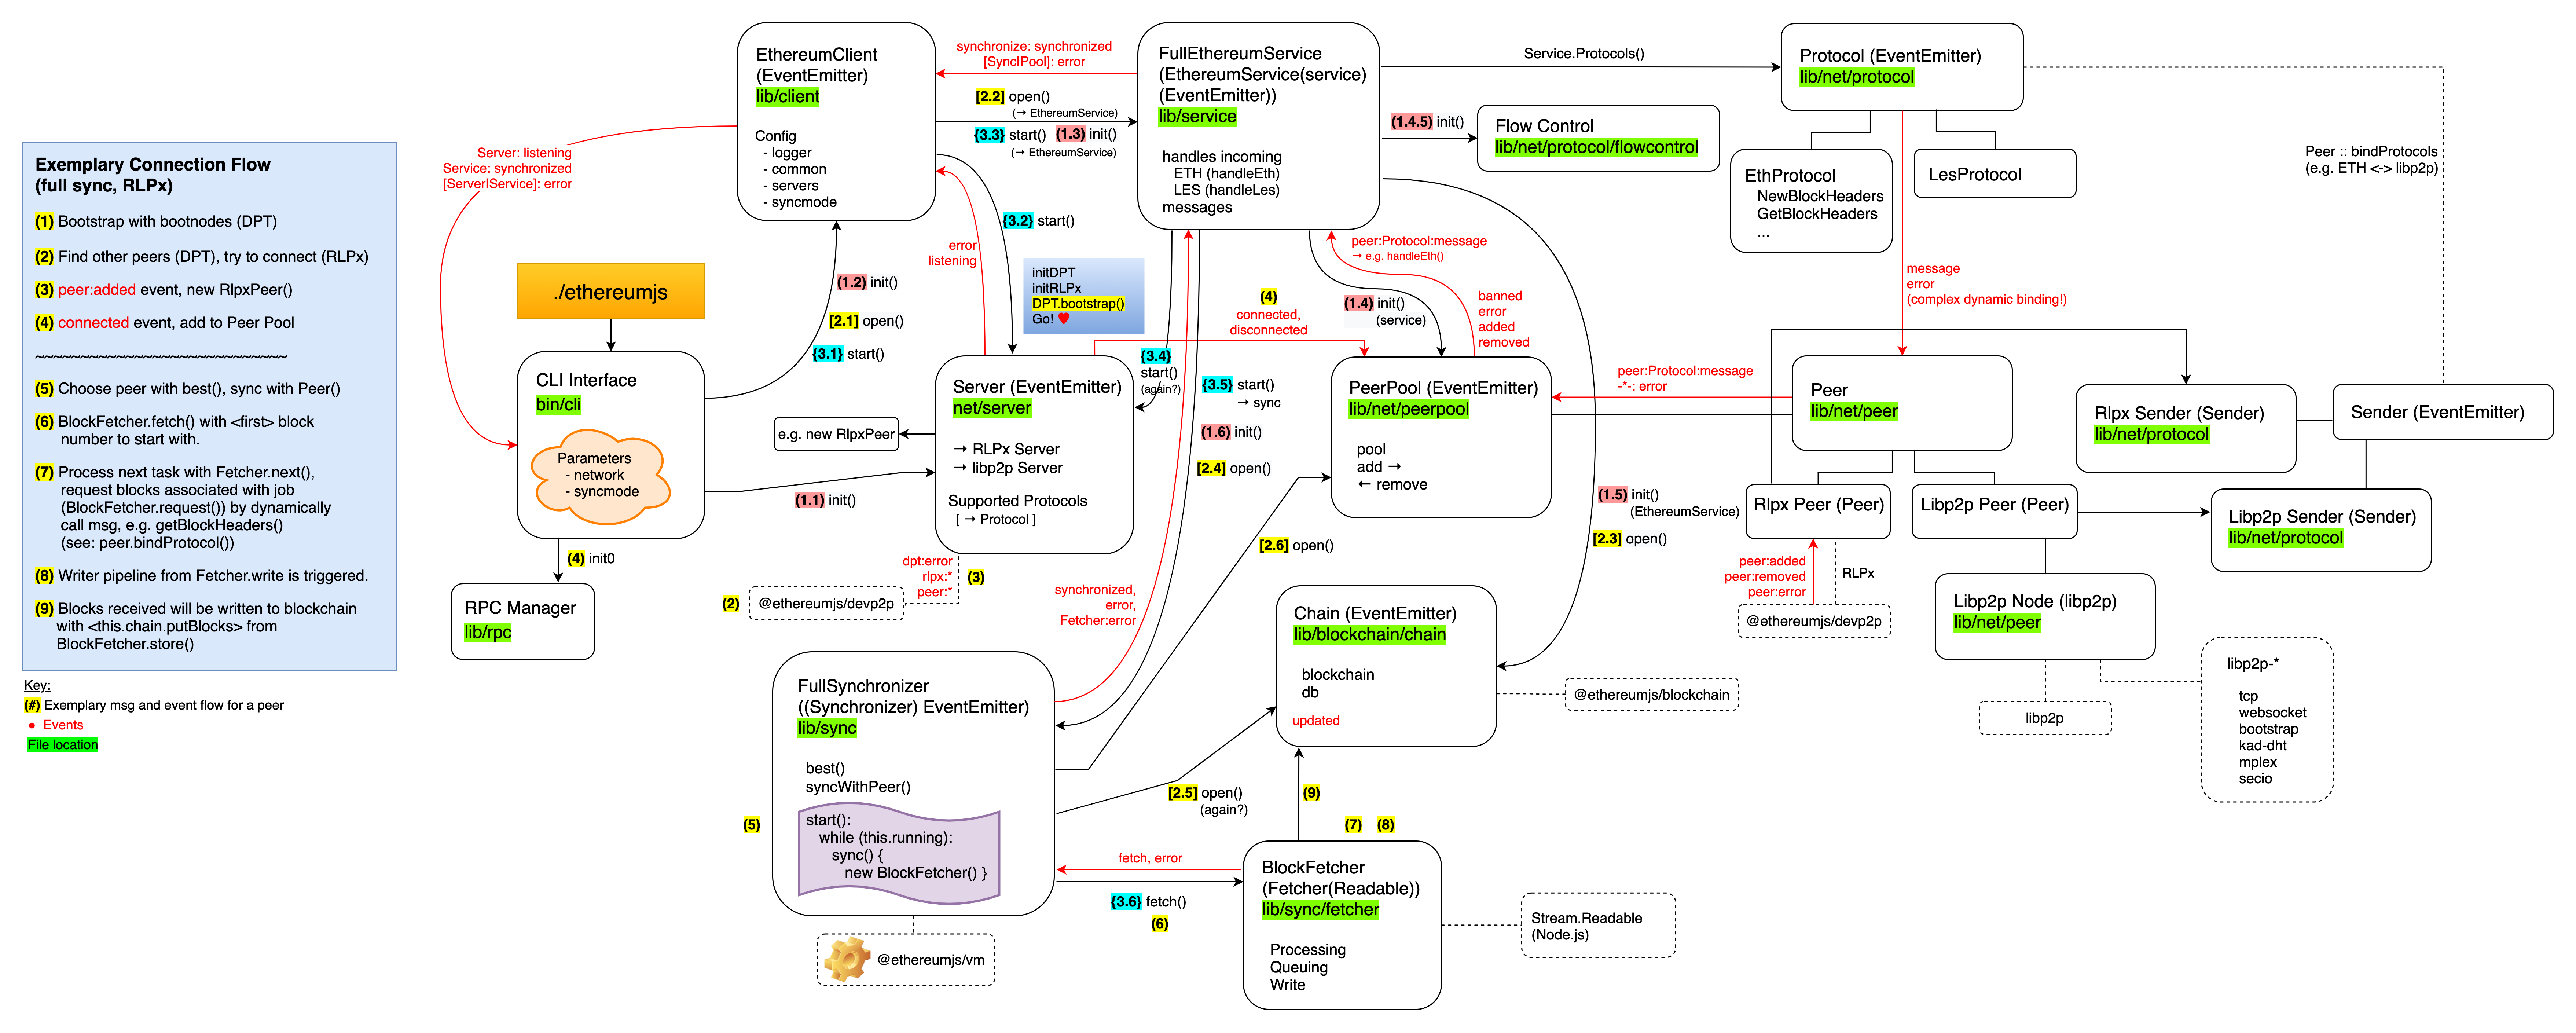 Exemplary Connection Flow
(full sync, RLPx)
(1) Bootstrap with bootnodes (DPT)
(2) Find other peers (DPT), try to connect (RLPx)
(3) peer:added event, new RlpxPeer()
(4) connected event, add to Peer Pool
~~~~~~~~~~~~~~~~~~~~~~~~~~~~
(5) Choose peer with best(), sync with Peer()
(6) BlockFetcher.fetch() with <first> block
number to start with.
(7) Process next task with Fetcher.next(),
request blocks associated with job
(BlockFetcher.request()) by dynamically
call msg, e.g. getBlockHeaders()
(see: peer.bindProtocol())
(8) Writer pipeline from Fetcher.write is triggered.
(9) Blocks received will be written to blockchain
with <this.chain.putBlocks> from
BlockFetcher.store()
Key:
(#) Exemplary msg and event flow for a peer
● Events
File location
Server: listening
Service: synchronized
[Server|Service]: error
./ethereumjs
CLI Interface
bin/cli
Parameters
- network
- syncmode
(4) init0
RPC Manager
lib/rpc
EthereumClient
(EventEmitter)
lib/client
Config
- logger
- common
- servers
- syncmode
(1.2) init()
[2.1] open()
{3.1} start()
(1.1) init()
synchronize: synchronized
[Sync|Pool]: error
[2.2] open()
(→ EthereumService)
{3.3} start() (1.3) init()
(→ EthereumService)
{3.2} start()
error
listening
initDPT
initRLPx
DPT.bootstrap()
Go! ♥
Server (EventEmitter)
net/server
→ RLPx Server
→ libp2p Server
Supported Protocols
[ → Protocol ]
e.g. new RlpxPeer
dpt:error
rlpx:*
peer:*
(3)
(2)
@ethereumjs/devp2p
FullEthereumService
(EthereumService(service)
(EventEmitter))
lib/service
handles incoming
ETH (handleEth)
LES (handleLes)
messages
Service.Protocols()
(1.4.5) init()
Flow Control
lib/net/protocol/flowcontrol
{3.4}
start()
(again?)
{3.5} start()
→ sync
(1.6) init()
[2.4] open()
(4)
connected,
disconnected
peer:Protocol:message
→ e.g. handleEth()
(1.4) init()
(service)
banned
error
added
removed
PeerPool (EventEmitter)
lib/net/peerpool
pool
add →
← remove
[2.6] open()
(1.5) init()
(EthereumService)
[2.3] open()
synchronized,
error,
Fetcher:error
FullSynchronizer
((Synchronizer) EventEmitter)
lib/sync
best()
syncWithPeer()
start():
while (this.running):
sync() {
new BlockFetcher() }
(5)
@ethereumjs/vm
Chain (EventEmitter)
lib/blockchain/chain
blockchain
db
updated
@ethereumjs/blockchain
[2.5] open()
(again?)
(9)
(7) (8)
fetch, error
{3.6} fetch()
(6)
BlockFetcher
(Fetcher(Readable))
lib/sync/fetcher
Processing
Queuing
Write
Stream.Readable
(Node.js)
Protocol (EventEmitter)
lib/net/protocol
EthProtocol
NewBlockHeaders
GetBlockHeaders
...
LesProtocol
message
error
(complex dynamic binding!)
Peer :: bindProtocols
(e.g. ETH <-> libp2p)
peer:Protocol:message
-*-: error
Peer
lib/net/peer
Rlpx Sender (Sender)
lib/net/protocol
Sender (EventEmitter)
Rlpx Peer (Peer)
Libp2p Peer (Peer)
Libp2p Sender (Sender)
lib/net/protocol
peer:added
peer:removed
peer:error
RLPx
@ethereumjs/devp2p
Libp2p Node (libp2p)
lib/net/peer
libp2p
libp2p-*
tcp
websocket
bootstrap
kad-dht
mplex
secio